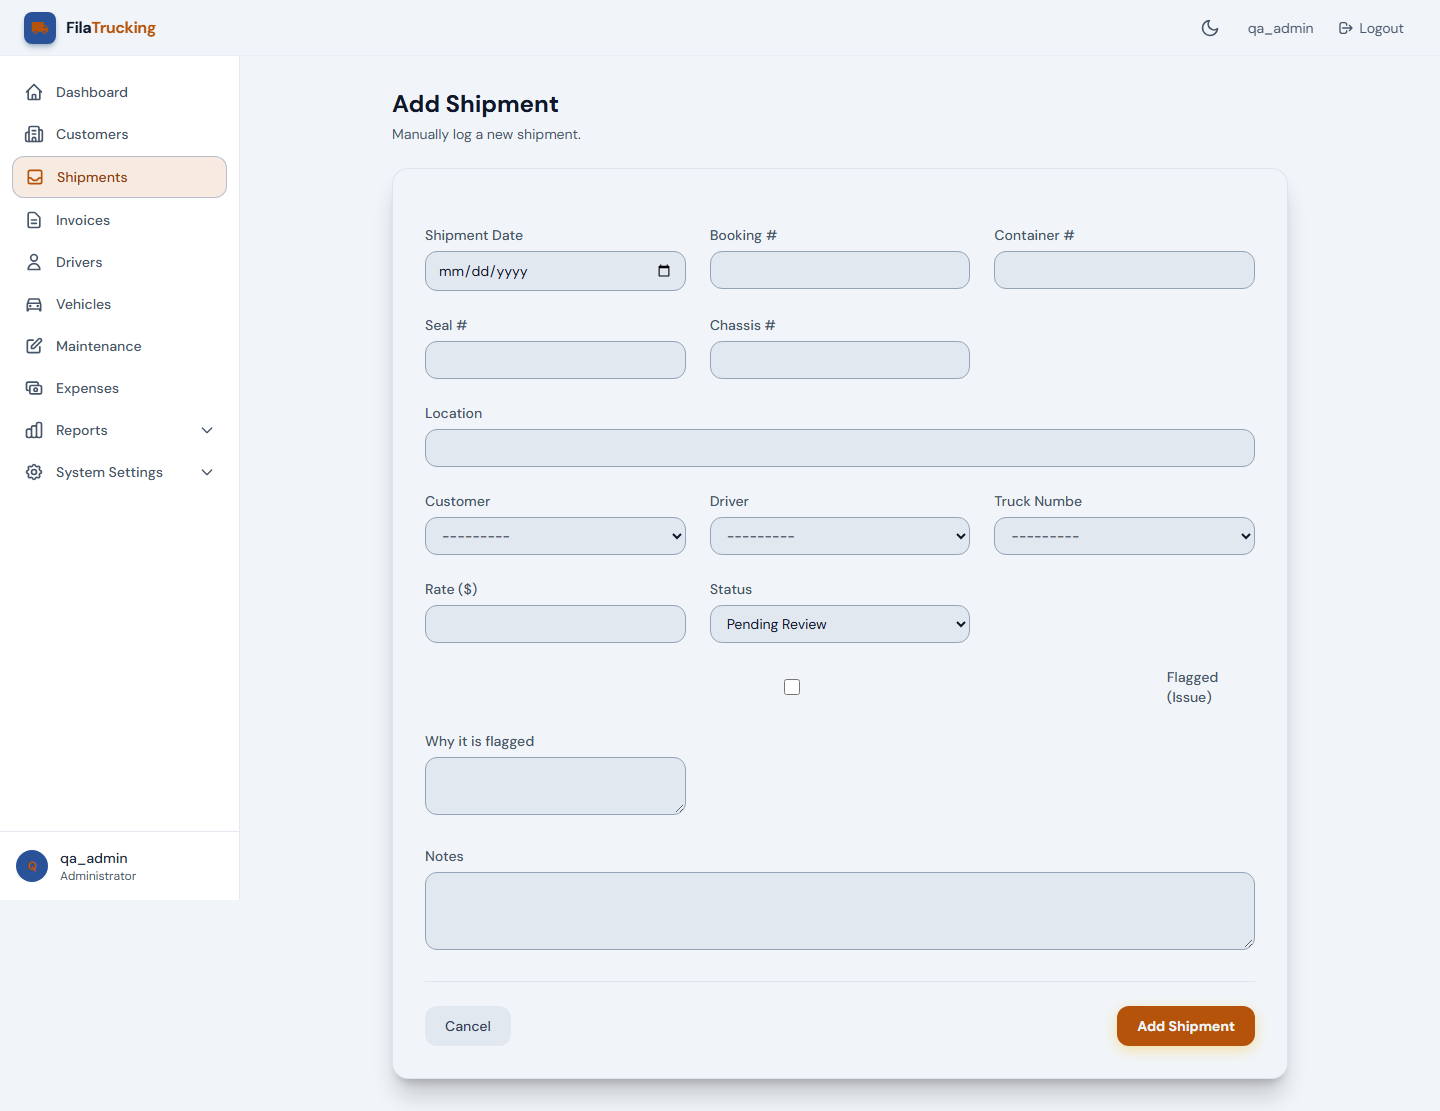 FilaTrucking
qa_admin
Logout
Dashboard
Customers
Shipments
Invoices
Drivers
Vehicles
Maintenance
Expenses
Reports
System Settings
Q
qa_admin
Administrator
Add Shipment
Manually log a new shipment.
Shipment Date
Booking #
Container #
mm/dd/yyyy
Seal #
Chassis #
Location
Customer
Driver
Truck Numbe
---------
---------
---------
Rate ($)
Status
Pending Review
Flagged
(Issue)
Why it is flagged
Notes
Cancel
Add Shipment